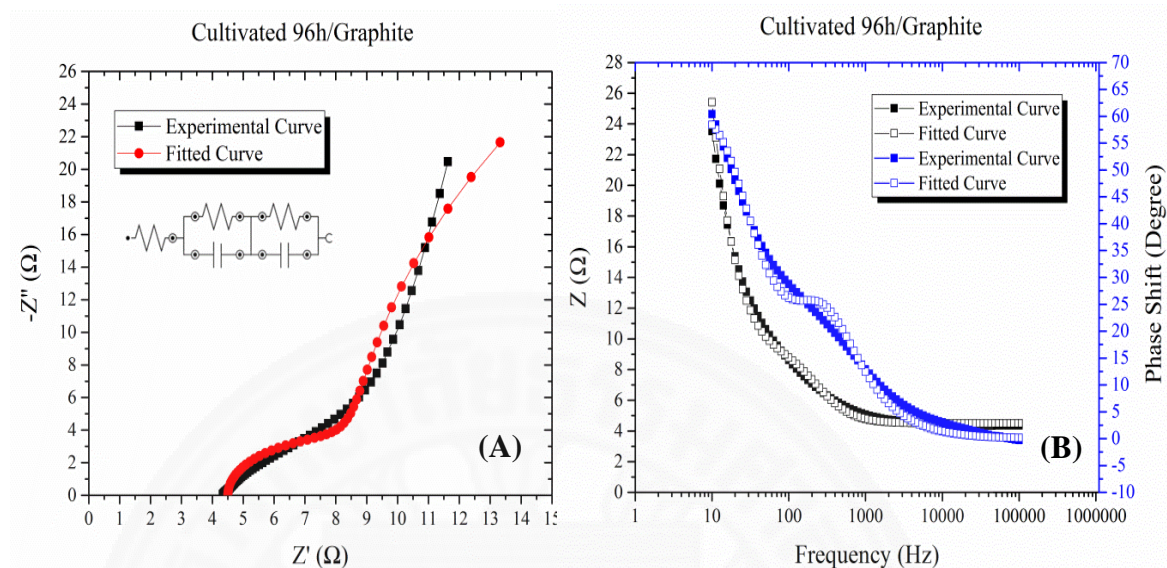 Cultivated 96h/Graphite
26
24
22
20
18
16
14
12
10
8
6
4
2
0
-Z" (Ω)
Experimental Curve
Fitted Curve
(A)
0 1 2 3 4 5 6 7 8 9 10 11 12 13 14 15
Z' (Ω)
Cultivated 96h/Graphite
28
26
24
22
20
18
16
14
12
10
8
6
4
2
0
Z (Ω)
Experimental Curve
Fitted Curve
Experimental Curve
Fitted Curve
(B)
70
65
60
55
50
45
40
35
30
25
20
15
10
5
0
-5
-10
Phase Shift (Degree)
1 10 100 1000 10000 100000 1000000
Frequency (Hz)